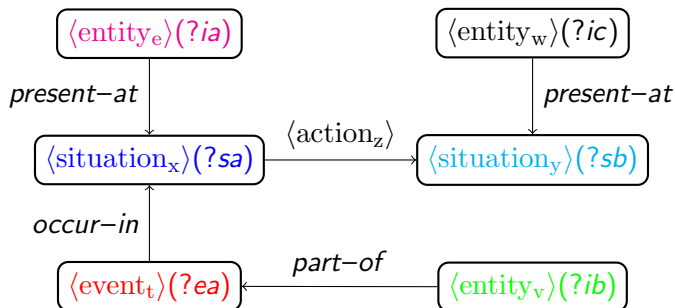 ⟨entity_e⟩(?ia) ⟨entity_w⟩(?ic)
present–at present–at
⟨action_z⟩
⟨situation_x⟩(?sa) ⟨situation_y⟩(?sb)
occur–in
part–of
⟨event_t⟩(?ea) ⟨entity_v⟩(?ib)